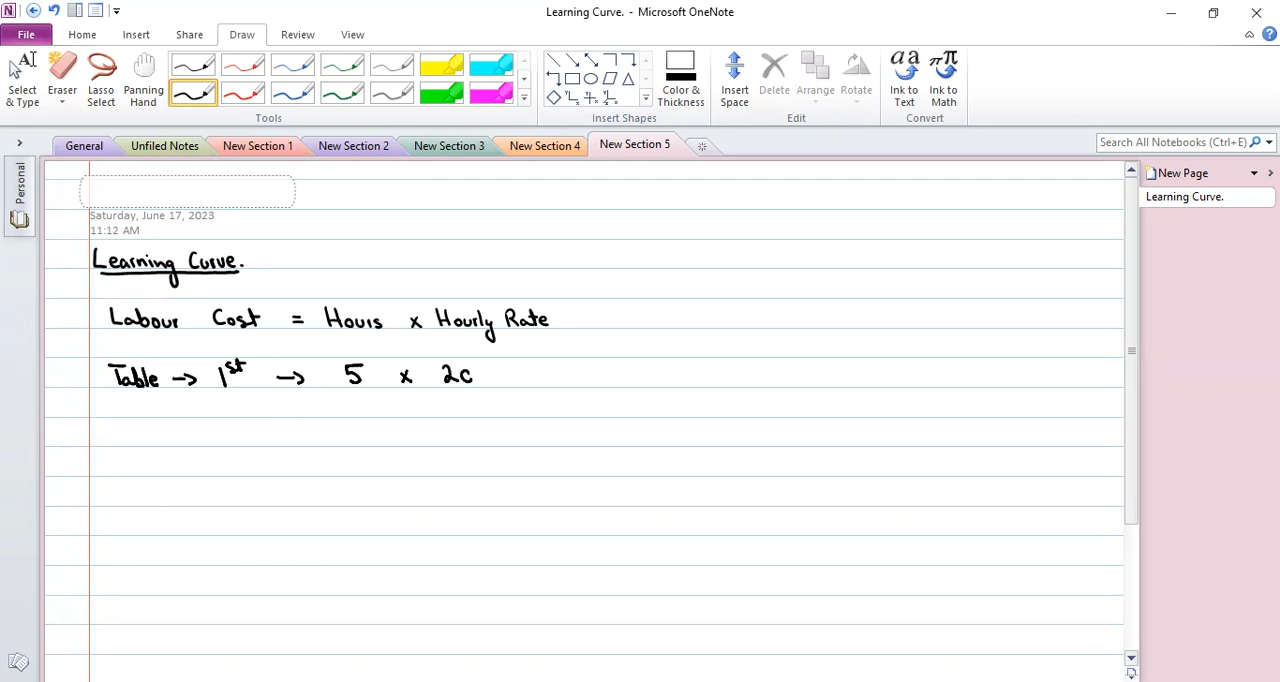 Learning Curve. - Microsoft OneNote
File Home Insert Share Draw Review View
Select & Type Eraser Lasso Select Panning Hand Color & Thickness Insert Space Delete Arrange Rotate Ink to Text Ink to Math
Tools Insert Shapes Edit Convert
General Unfiled Notes New Section 1 New Section 2 New Section 3 New Section 4 New Section 5 Search All Notebooks (Ctrl+E)
Personal
New Page
Learning Curve.
Saturday, June 17, 2023
11:12 AM
Learning Curve.
Labour Cost = Hours x Hourly Rate
Table → 1st → 5 x 2c